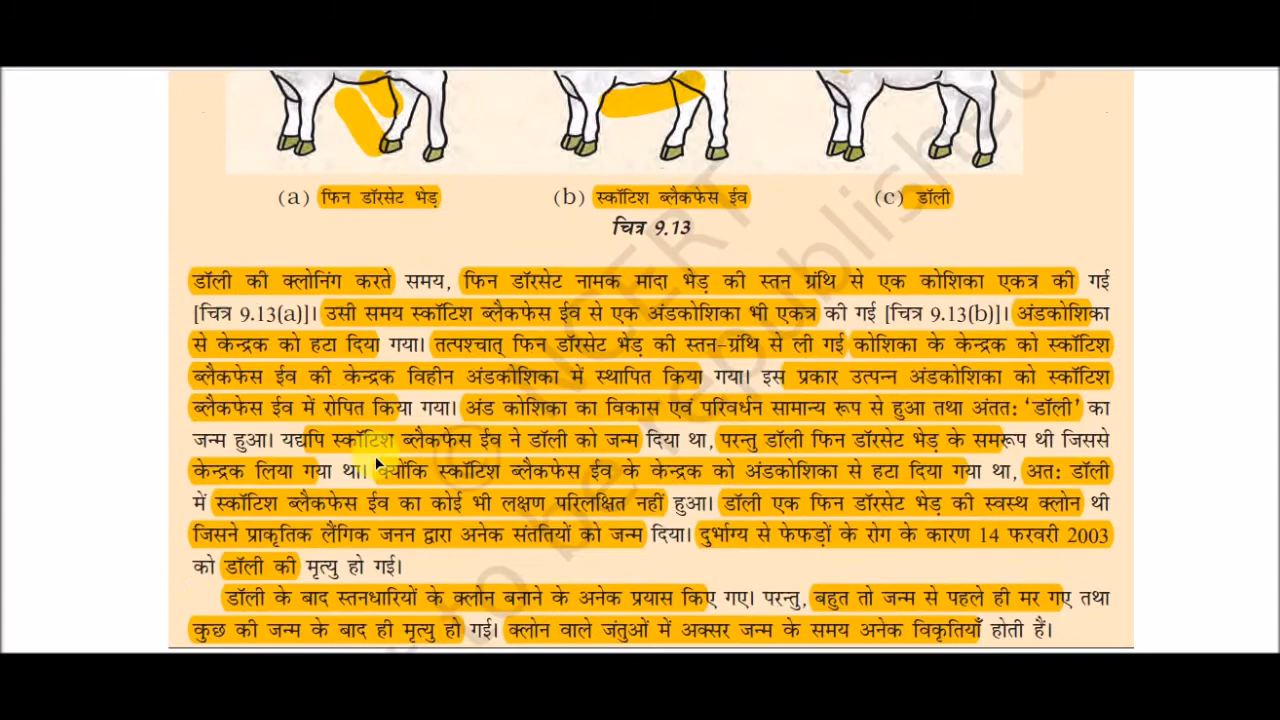 (a) फिन डॉरसेट भेड़ (b) स्कॉटिश ब्लैकफेस ईव (c) डॉली
चित्र 9.13
डॉली की क्लोनिंग करते समय, फिन डॉरसेट नामक मादा भेड़ की स्तन ग्रंथि से एक कोशिका एकत्र की गई
[चित्र 9.13(a)]। उसी समय स्कॉटिश ब्लैकफेस ईव से एक अंडकोशिका भी एकत्र की गई [चित्र 9.13(b)]। अंडकोशिका
से केन्द्रक को हटा दिया गया। तत्पश्चात् फिन डॉरसेट भेड़ की स्तन-ग्रंथि से ली गई कोशिका के केन्द्रक को स्कॉटिश
ब्लैकफेस ईव की केन्द्रक विहीन अंडकोशिका में स्थापित किया गया। इस प्रकार उत्पन्न अंडकोशिका को स्कॉटिश
ब्लैकफेस ईव में रोपित किया गया। अंड कोशिका का विकास एवं परिवर्धन सामान्य रूप से हुआ तथा अंततः 'डॉली' का
जन्म हुआ। यद्यपि स्कॉटिश ब्लैकफेस ईव ने डॉली को जन्म दिया था, परन्तु डॉली फिन डॉरसेट भेड़ के समरूप थी जिससे
केन्द्रक लिया गया था। क्योंकि स्कॉटिश ब्लैकफेस ईव के केन्द्रक को अंडकोशिका से हटा दिया गया था, अतः डॉली
में स्कॉटिश ब्लैकफेस ईव का कोई भी लक्षण परिलक्षित नहीं हुआ। डॉली एक फिन डॉरसेट भेड़ की स्वस्थ क्लोन थी
जिसने प्राकृतिक लैंगिक जनन द्वारा अनेक संततियों को जन्म दिया। दुर्भाग्य से फेफड़ों के रोग के कारण 14 फरवरी 2003
को डॉली की मृत्यु हो गई।
डॉली के बाद स्तनधारियों के क्लोन बनाने के अनेक प्रयास किए गए। परन्तु, बहुत तो जन्म से पहले ही मर गए तथा
कुछ की जन्म के बाद ही मृत्यु हो गई। क्लोन वाले जंतुओं में अक्सर जन्म के समय अनेक विकृतियाँ होती हैं।
© NCERT
to be republished